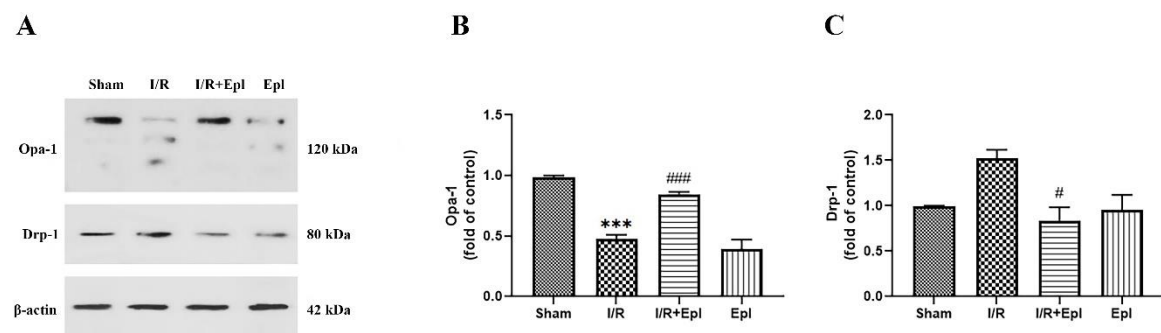 A
B
C
Sham I/R I/R+Epl Epl
Opa-1
120 kDa
Drp-1
80 kDa
β-actin
42 kDa
Opa-1
(fold of control)
1.5
1.0
0.5
0.0
***
###
Sham I/R I/R+Epl Epl
Drp-1
(fold of control)
2.0
1.5
1.0
0.5
0.0
#
Sham I/R I/R+Epl Epl